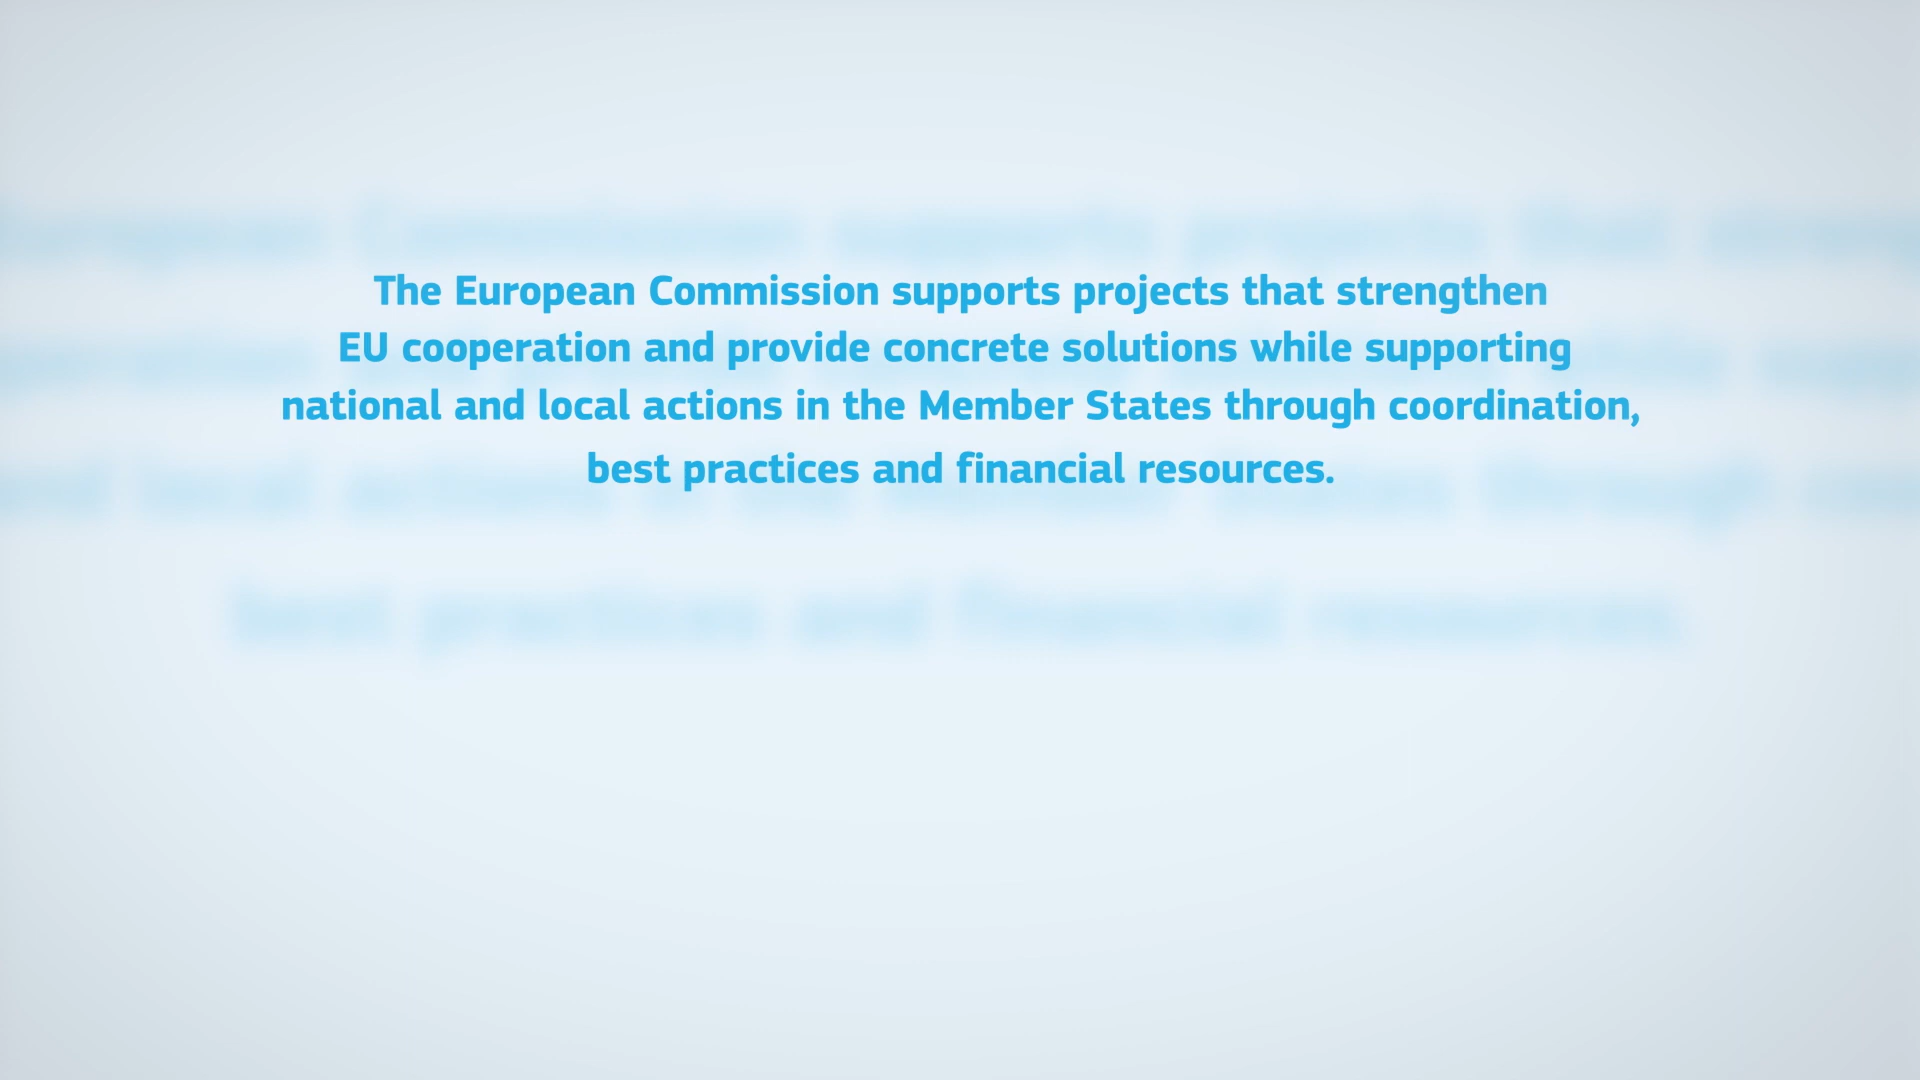 The European Commission supports projects that strengthen
EU cooperation and provide concrete solutions while supporting
national and local actions in the Member States through coordination,
best practices and financial resources.